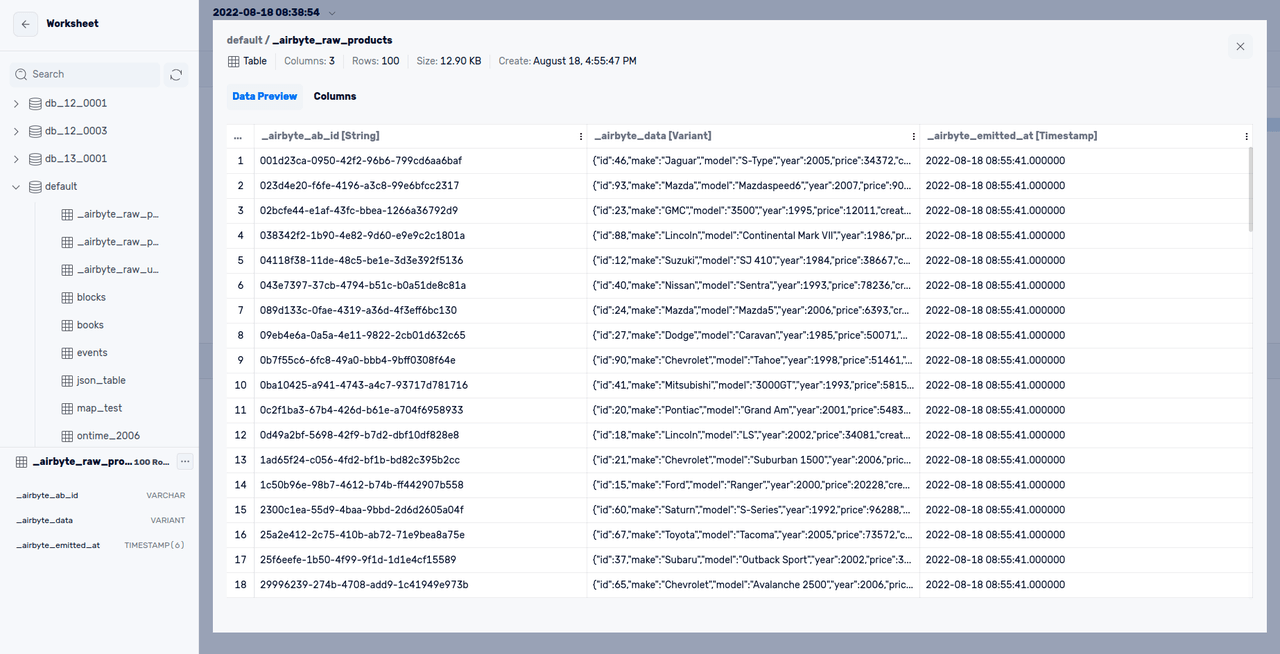 Worksheet
Search
db_12_0001
db_12_0003
db_13_0001
default
_airbyte_raw_p...
_airbyte_raw_p...
_airbyte_raw_u...
blocks
books
events
json_table
map_test
ontime_2006
_airbyte_raw_pro... 100 Ro... ...
_airbyte_ab_id VARCHAR
_airbyte_data VARIANT
_airbyte_emitted_at TIMESTAMP(6)
2022-08-18 08:38:54
default / _airbyte_raw_products
Table Columns: 3 Rows: 100 Size: 12.90 KB Create: August 18, 4:55:47 PM
Data Preview Columns
... _airbyte_ab_id [String] _airbyte_data [Variant] _airbyte_emitted_at [Timestamp]
1 001d23ca-0950-42f2-96b6-799cd6aa6baf {"id":46,"make":"Jaguar","model":"S-Type","year":2005,"price":34372,"c... 2022-08-18 08:55:41.000000
2 023d4e20-f6fe-4196-a3c8-99e6bfcc2317 {"id":93,"make":"Mazda","model":"Mazdaspeed6","year":2007,"price":90... 2022-08-18 08:55:41.000000
3 02bcfe44-e1af-43fc-bbea-1266a36792d9 {"id":23,"make":"GMC","model":"3500","year":1995,"price":12011,"creat... 2022-08-18 08:55:41.000000
4 038342f2-1b90-4e82-9d60-e9e9c2c1801a {"id":88,"make":"Lincoln","model":"Continental Mark VII","year":1986,"pr... 2022-08-18 08:55:41.000000
5 04118f38-11de-48c5-be1e-3d3e392f5136 {"id":12,"make":"Suzuki","model":"SJ 410","year":1984,"price":38667,"c... 2022-08-18 08:55:41.000000
6 043e7397-37cb-4794-b51c-b0a51de8c81a {"id":40,"make":"Nissan","model":"Sentra","year":1993,"price":78236,"cr... 2022-08-18 08:55:41.000000
7 089d133c-0fae-4319-a36d-4f3eff6bc130 {"id":24,"make":"Mazda","model":"Mazda5","year":2006,"price":6393,"cr... 2022-08-18 08:55:41.000000
8 09eb4e6a-0a5a-4e11-9822-2cb01d632c65 {"id":27,"make":"Dodge","model":"Caravan","year":1985,"price":50071,"... 2022-08-18 08:55:41.000000
9 0b7f55c6-6fc8-49a0-bbb4-9bff0308f64e {"id":90,"make":"Chevrolet","model":"Tahoe","year":1998,"price":51461,"... 2022-08-18 08:55:41.000000
10 0ba10425-a941-4743-a4c7-93717d781716 {"id":41,"make":"Mitsubishi","model":"3000GT","year":1993,"price":5815... 2022-08-18 08:55:41.000000
11 0c2f1ba3-67b4-426d-b61e-a704f6958933 {"id":20,"make":"Pontiac","model":"Grand Am","year":2001,"price":5483... 2022-08-18 08:55:41.000000
12 0d49a2bf-5698-42f9-b7d2-dbf10df828e8 {"id":18,"make":"Lincoln","model":"LS","year":2002,"price":34081,"creat... 2022-08-18 08:55:41.000000
13 1ad65f24-c056-4fd2-bf1b-bd82c395b2cc {"id":21,"make":"Chevrolet","model":"Suburban 1500","year":2006,"pric... 2022-08-18 08:55:41.000000
14 1c50b96e-98b7-4612-b74b-ff442907b558 {"id":15,"make":"Ford","model":"Ranger","year":2000,"price":20228,"cre... 2022-08-18 08:55:41.000000
15 2300c1ea-55d9-4baa-9bbd-2d6d2605a04f {"id":60,"make":"Saturn","model":"S-Series","year":1992,"price":96288,"... 2022-08-18 08:55:41.000000
16 25a2e412-2c75-410b-ab72-71e9bea8a75e {"id":67,"make":"Toyota","model":"Tacoma","year":2005,"price":73572,"c... 2022-08-18 08:55:41.000000
17 25f6eefe-1b50-4f99-9f1d-1d1e4cf15589 {"id":37,"make":"Subaru","model":"Outback Sport","year":2002,"price":3... 2022-08-18 08:55:41.000000
18 29996239-274b-4708-add9-1c41949e973b {"id":65,"make":"Chevrolet","model":"Avalanche 2500","year":2006,"pric... 2022-08-18 08:55:41.000000